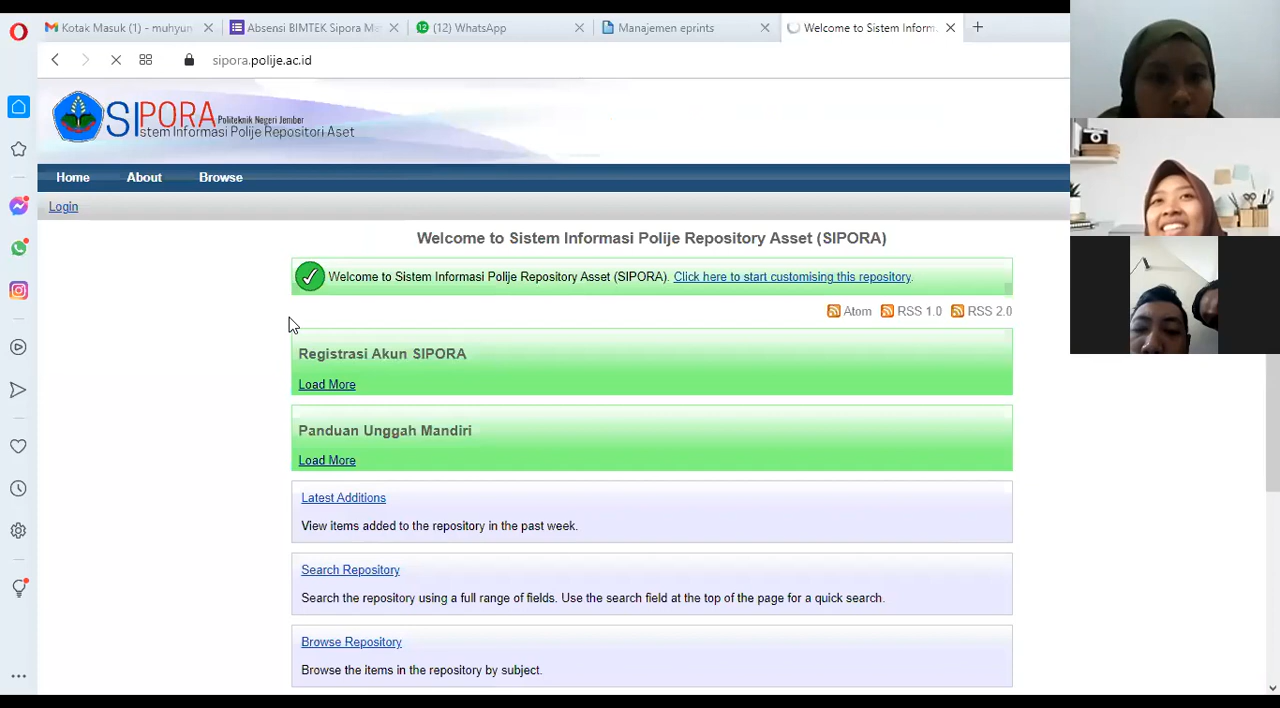 Kotak Masuk (1) - muhyun
Absensi BIMTEK Sipora Me
(12) WhatsApp
Manajemen eprints
Welcome to Sistem Inform
sipora.polije.ac.id
SIPORA Politeknik Negeri Jember
stem Informasi Polije Repositori Aset
Home
About
Browse
Login
Welcome to Sistem Informasi Polije Repository Asset (SIPORA)
Welcome to Sistem Informasi Polije Repository Asset (SIPORA). Click here to start customising this repository.
Atom
RSS 1.0
RSS 2.0
Registrasi Akun SIPORA
Load More
Panduan Unggah Mandiri
Load More
Latest Additions
View items added to the repository in the past week.
Search Repository
Search the repository using a full range of fields. Use the search field at the top of the page for a quick search.
Browse Repository
Browse the items in the repository by subject.